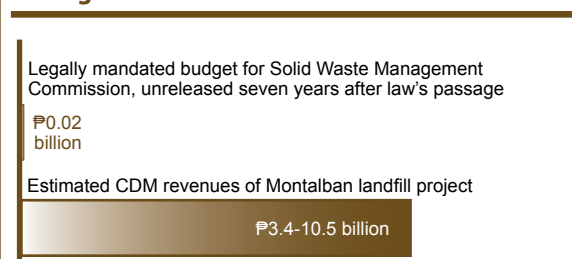 Legally mandated budget for Solid Waste Management
Commission, unreleased seven years after law's passage
₱0.02
billion
Estimated CDM revenues of Montalban landfill project
₱3.4-10.5 billion